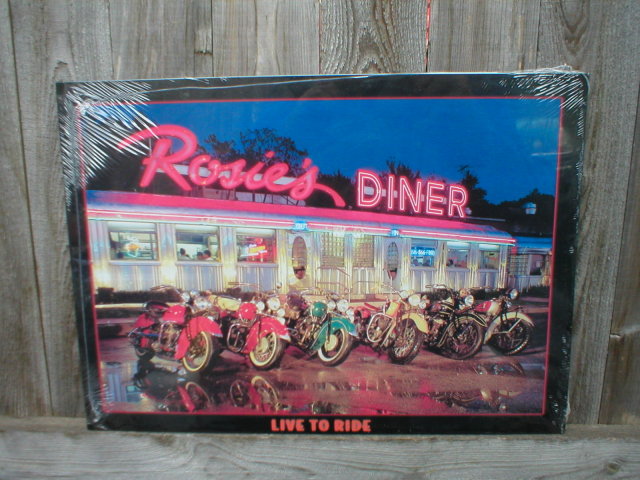 Rosie's
DINER
LIVE TO RIDE